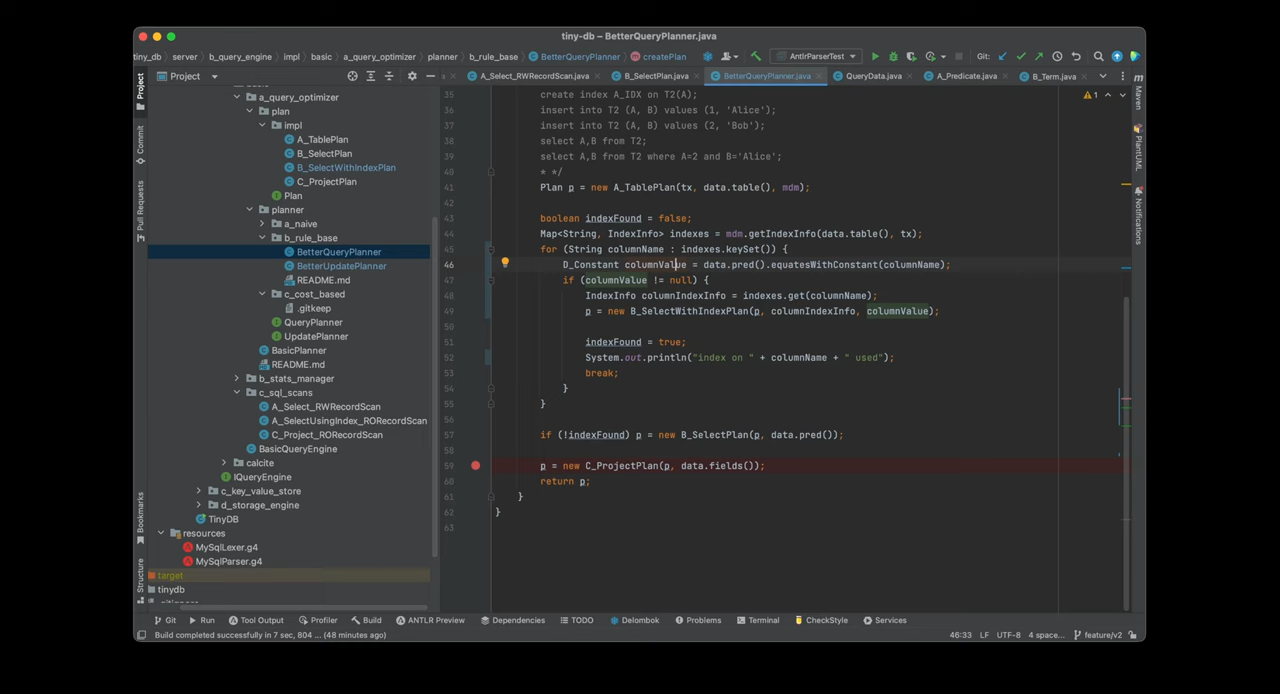 tiny-db – BetterQueryPlanner.java
tiny_db server b_query_engine impl basic a_query_optimizer planner b_rule_base BetterQueryPlanner createPlan AntlrParserTest Git:
Project
A_Select_RWRecordScan.java B_SelectPlan.java BetterQueryPlanner.java QueryData.java A_Predicate.java B_Term.java
a_query_optimizer
plan
impl
A_TablePlan
B_SelectPlan
B_SelectWithIndexPlan
C_ProjectPlan
Plan
planner
a_naive
b_rule_base
BetterQueryPlanner
BetterUpdatePlanner
README.md
c_cost_based
.gitkeep
QueryPlanner
UpdatePlanner
BasicPlanner
README.md
b_stats_manager
c_sql_scans
A_Select_RWRecordScan
A_SelectUsingIndex_RORecordScan
C_Project_RORecordScan
BasicQueryEngine
calcite
IQueryEngine
c_key_value_store
d_storage_engine
TinyDB
resources
MySqlLexer.g4
MySqlParser.g4
target
tinydb
Project
Commit
Pull Requests
Bookmarks
Structure
35 create index A_IDX on T2(A);
36 insert into T2 (A, B) values (1, 'Alice');
37 insert into T2 (A, B) values (2, 'Bob');
38 select A,B from T2;
39 select A,B from T2 where A=2 and B='Alice';
40 * */
41 Plan p = new A_TablePlan(tx, data.table(), mdm);
42
43 boolean indexFound = false;
44 Map<String, IndexInfo> indexes = mdm.getIndexInfo(data.table(), tx);
45 for (String columnName : indexes.keySet()) {
46 D_Constant columnValue = data.pred().equatesWithConstant(columnName);
47 if (columnValue != null) {
48 IndexInfo columnIndexInfo = indexes.get(columnName);
49 p = new B_SelectWithIndexPlan(p, columnIndexInfo, columnValue);
50
51 indexFound = true;
52 System.out.println("index on " + columnName + " used");
53 break;
54 }
55 }
56
57 if (!indexFound) p = new B_SelectPlan(p, data.pred());
58
59 p = new C_ProjectPlan(p, data.fields());
60 return p;
61 }
62 }
63
1
Maven
PlantUML
Notifications
Git Run Tool Output Profiler Build ANTLR Preview Dependencies TODO Delombok Problems Terminal CheckStyle Services
Build completed successfully in 7 sec, 804 ... (48 minutes ago) 46:33 LF UTF-8 4 space... feature/v2